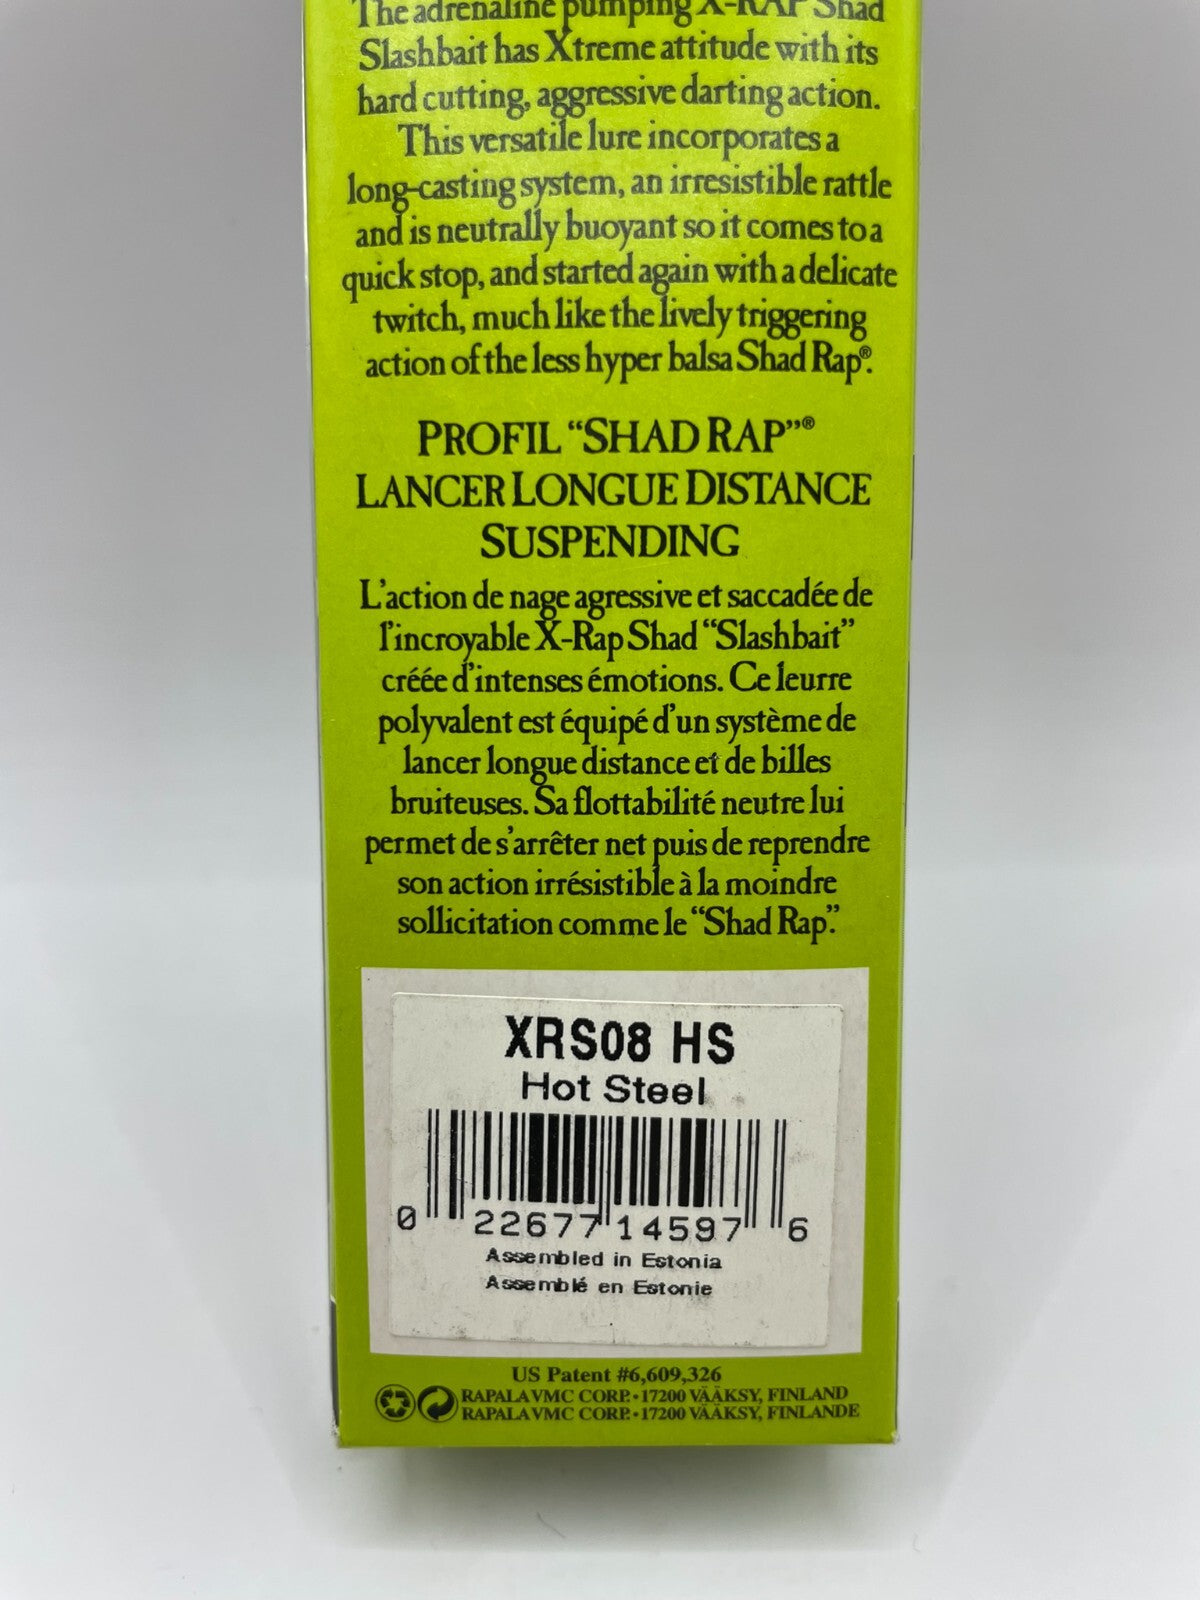 The adrenaline pumping X-RAP Shad
Slashbait has Xtreme attitude with its
hard cutting, aggressive darting action.
This versatile lure incorporates a
long-casting system, an irresistible rattle
and is neutrally buoyant so it comes to a
quick stop, and started again with a delicate
twitch, much like the lively triggering
action of the less hyper balsa Shad Rap®.
PROFIL “SHAD RAP”®
LANCER LONGUE DISTANCE
SUSPENDING
L'action de nage agressive et saccadée de
l'incroyable X-Rap Shad “Slashbait”
créée d'intenses émotions. Ce leurre
polyvalent est équipé d'un système de
lancer longue distance et de billes
bruiteuses. Sa flottabilité neutre lui
permet de s'arrêter net puis de reprendre
son action irrésistible à la moindre
sollicitation comme le “Shad Rap”.
XRS08 HS
Hot Steel
0 22677 14597 6
Assembled in Estonia
Assemblé en Estonie
US Patent #6,609,326
RAPALA VMC CORP. • 17200 VÄÄKSY, FINLAND
RAPALA VMC CORP. • 17200 VÄÄKSY, FINLANDE